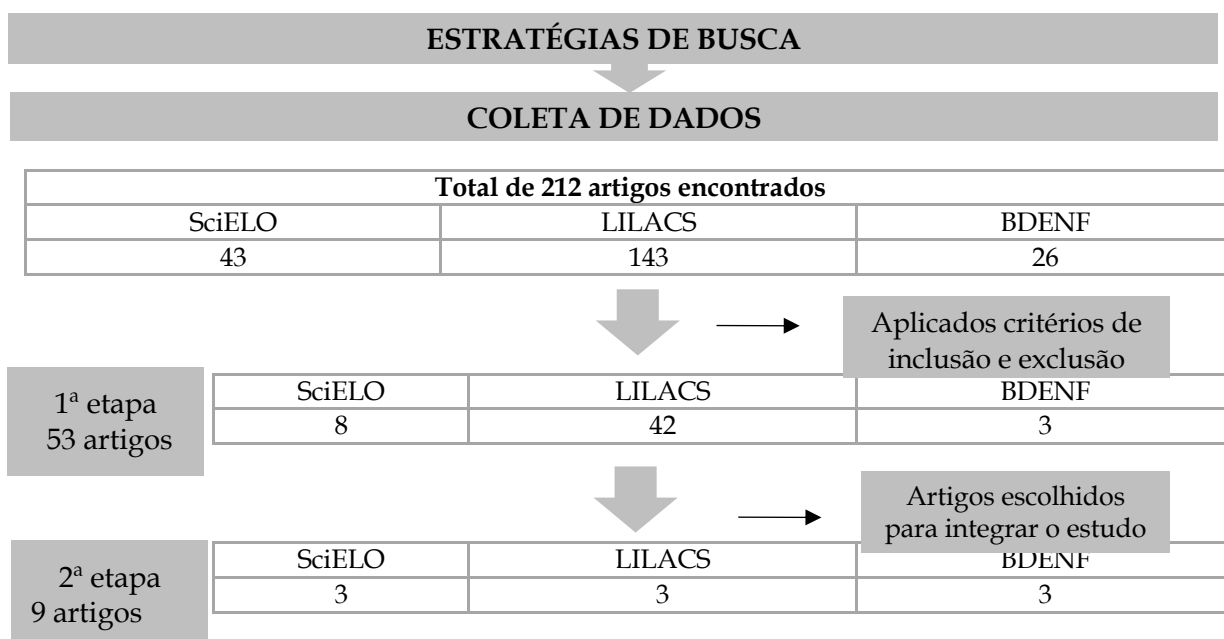 ESTRATÉGIAS DE BUSCA
COLETA DE DADOS
Total de 212 artigos encontrados
SciELO LILACS BDENF
43 143 26
Aplicados critérios de
inclusão e exclusão
1ª etapa
53 artigos
SciELO LILACS BDENF
8 42 3
Artigos escolhidos
para integrar o estudo
2ª etapa
9 artigos
SciELO LILACS BDENF
3 3 3